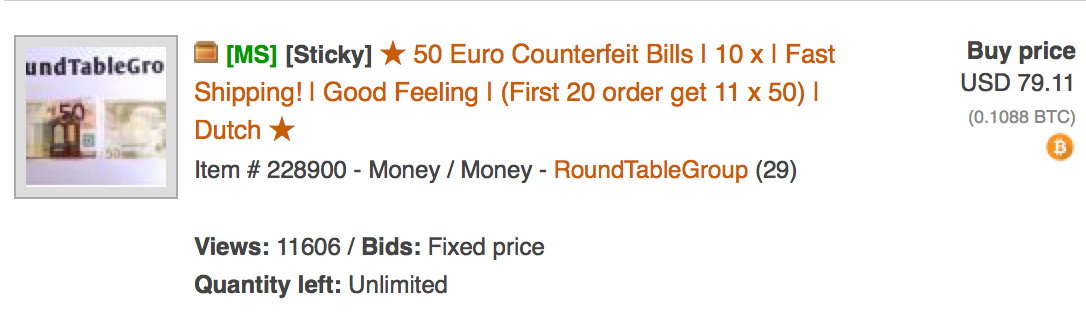 undTableGro
50
50
[MS] [Sticky] ★ 50 Euro Counterfeit Bills | 10 x | Fast
Shipping! | Good Feeling | (First 20 order get 11 x 50) |
Dutch ★
Item # 228900 - Money / Money - RoundTableGroup (29)
Views: 11606 / Bids: Fixed price
Quantity left: Unlimited
Buy price
USD 79.11
(0.1088 BTC)